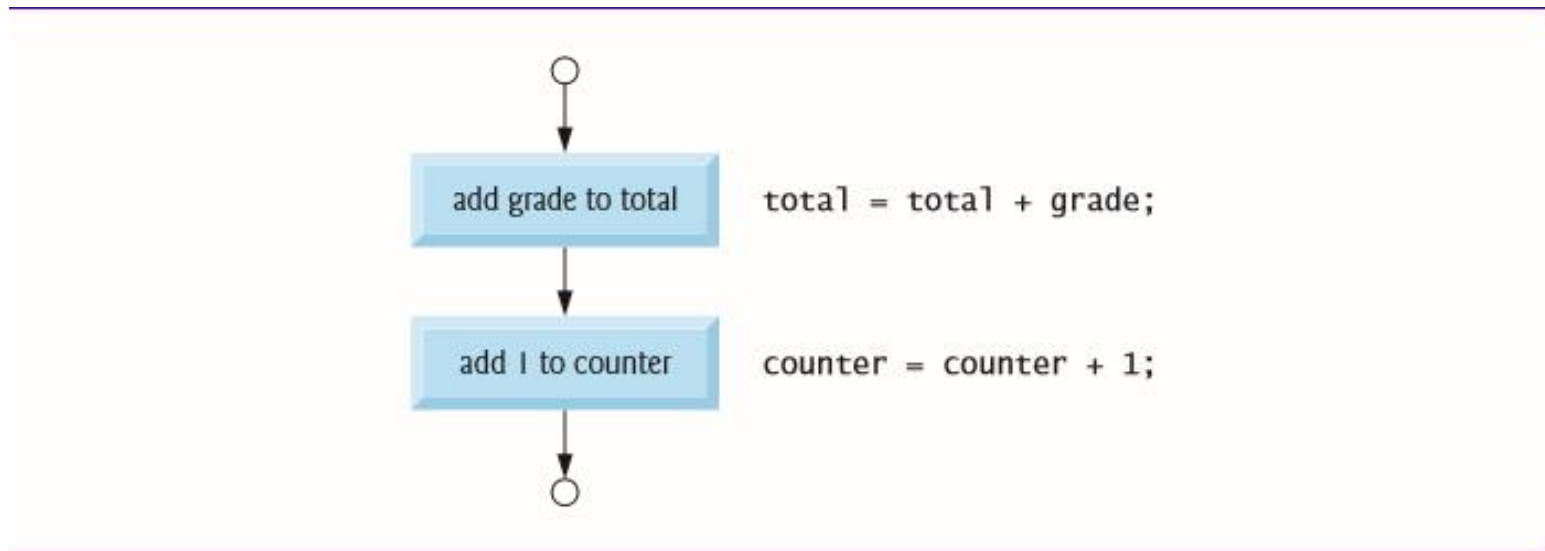 add grade to total
total = total + grade;
add 1 to counter
counter = counter + 1;